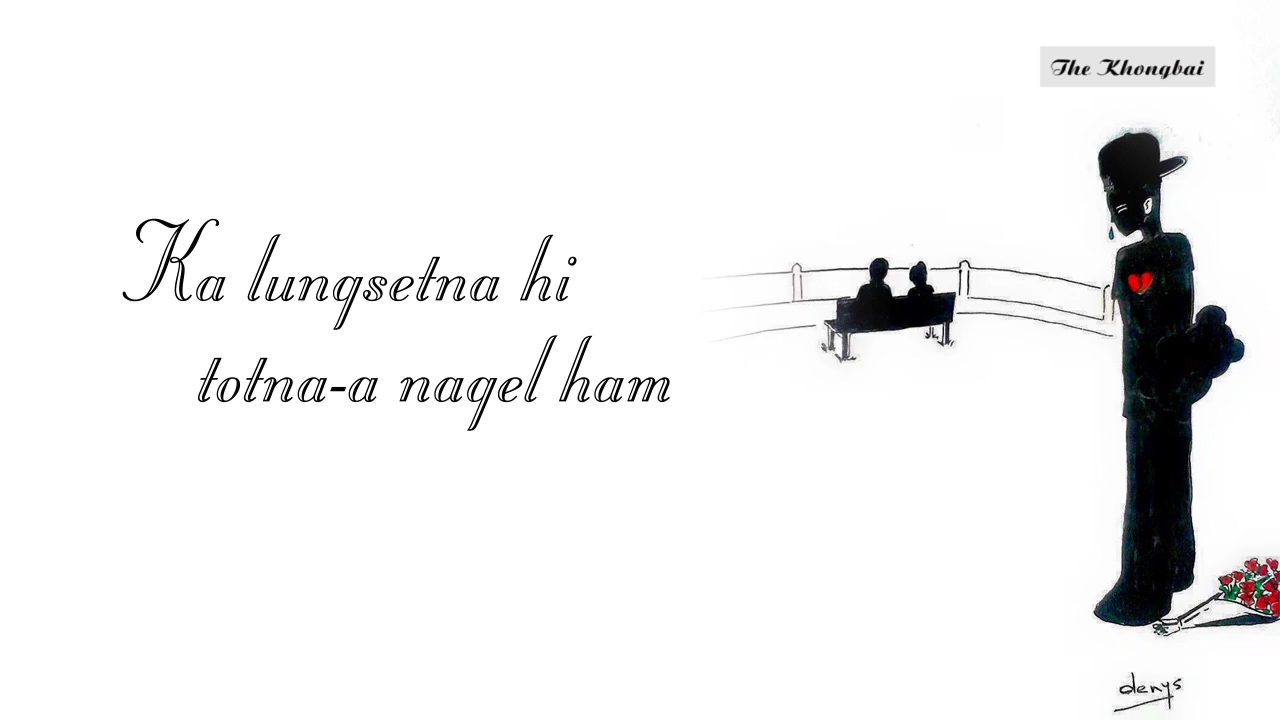 The Khongbai
Ka lungsetna hi
totna-a nagel ham
denys